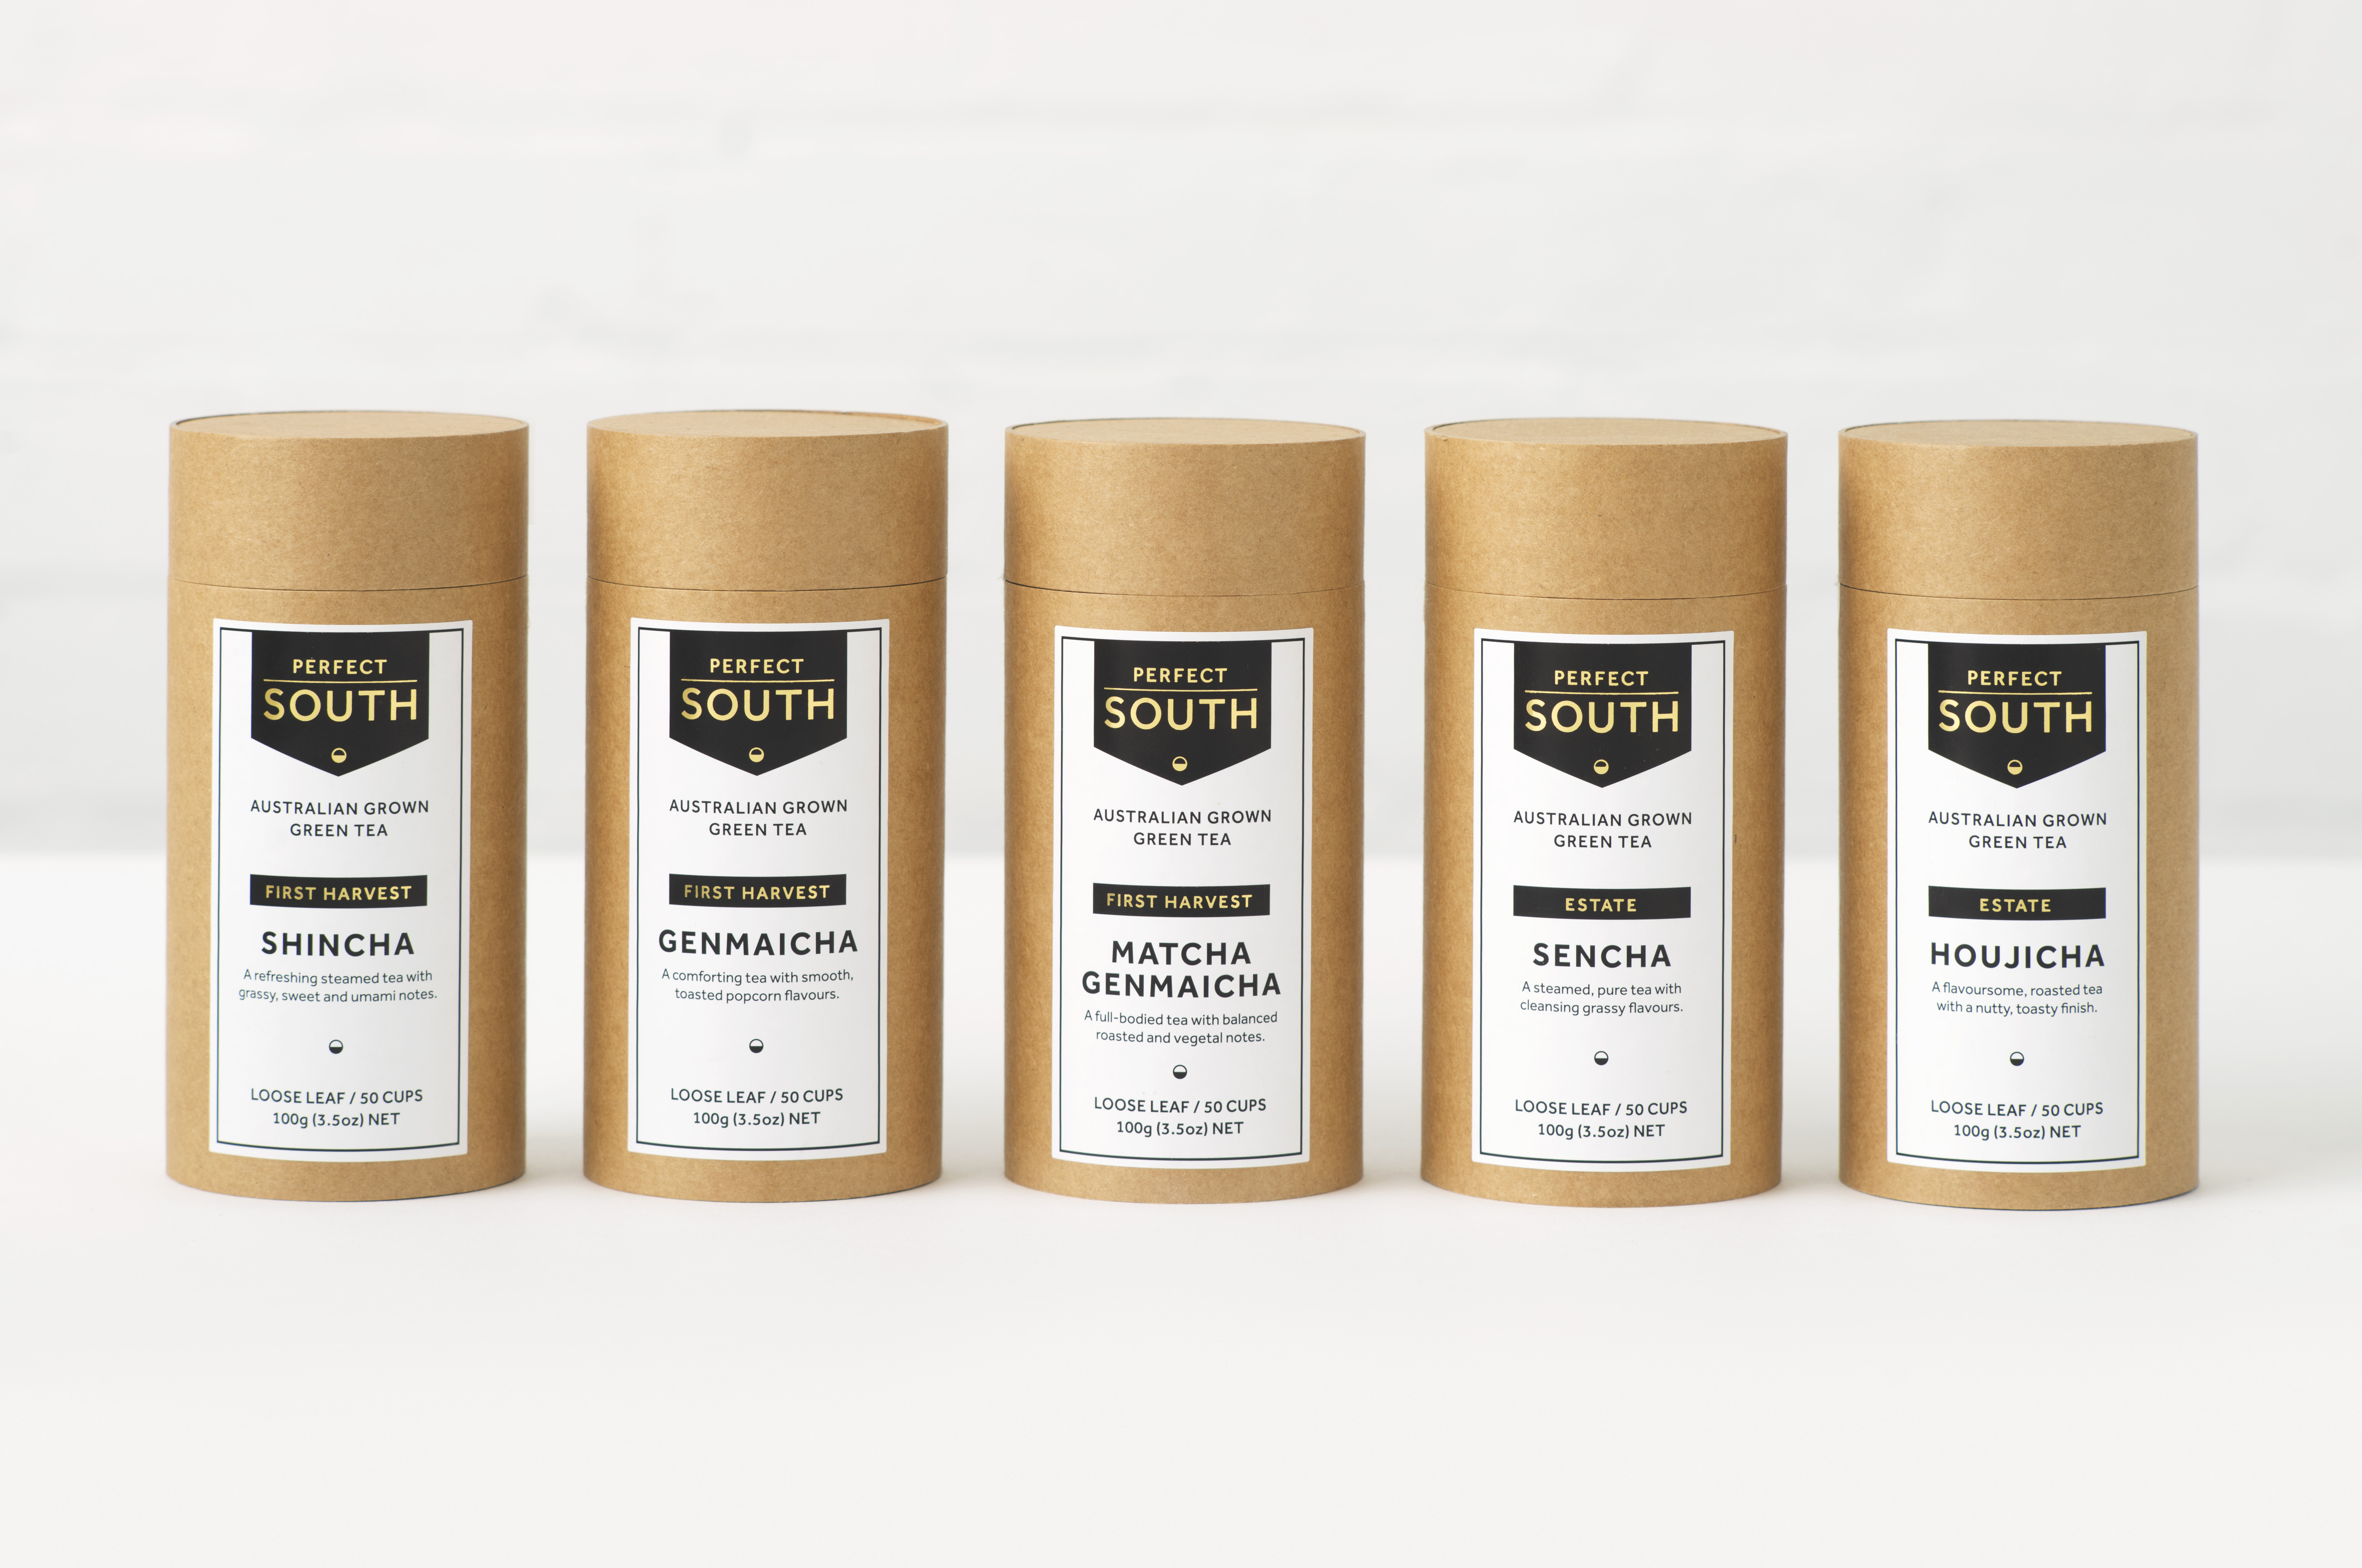 PERFECT
SOUTH
AUSTRALIAN GROWN
GREEN TEA
FIRST HARVEST
SHINCHA
A refreshing steamed tea with
grassy, sweet and umami notes.
LOOSE LEAF / 50 CUPS
100g (3.5oz) NET
PERFECT
SOUTH
AUSTRALIAN GROWN
GREEN TEA
FIRST HARVEST
GENMAICHA
A comforting tea with smooth,
toasted popcorn flavours.
LOOSE LEAF / 50 CUPS
100g (3.5oz) NET
PERFECT
SOUTH
AUSTRALIAN GROWN
GREEN TEA
FIRST HARVEST
MATCHA
GENMAICHA
A full-bodied tea with balanced
roasted and vegetal notes.
LOOSE LEAF / 50 CUPS
100g (3.5oz) NET
PERFECT
SOUTH
AUSTRALIAN GROWN
GREEN TEA
ESTATE
SENCHA
A steamed, pure tea with
cleansing grassy flavours.
LOOSE LEAF / 50 CUPS
100g (3.5oz) NET
PERFECT
SOUTH
AUSTRALIAN GROWN
GREEN TEA
ESTATE
HOUJICHA
A flavoursome, roasted tea
with a nutty, toasty finish.
LOOSE LEAF / 50 CUPS
100g (3.5oz) NET